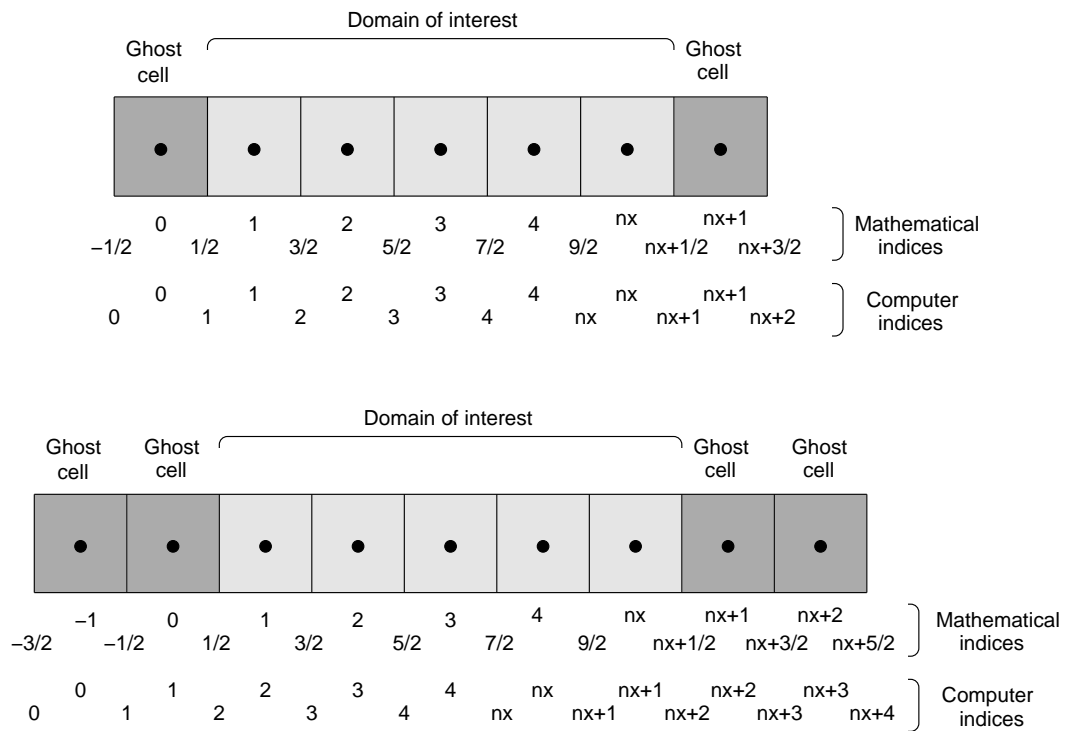 Domain of interest
Ghost cell
Ghost cell
0 1 2 3 4 nx nx+1
−1/2 1/2 3/2 5/2 7/2 9/2 nx+1/2 nx+3/2
Mathematical indices
0 1 2 3 4 nx nx+1
0 1 2 3 4 nx nx+1 nx+2
Computer indices
Domain of interest
Ghost cell
Ghost cell
Ghost cell
Ghost cell
−1 0 1 2 3 4 nx nx+1 nx+2
−3/2 −1/2 1/2 3/2 5/2 7/2 9/2 nx+1/2 nx+3/2 nx+5/2
Mathematical indices
0 1 2 3 4 nx nx+1 nx+2 nx+3
0 1 2 3 4 nx nx+1 nx+2 nx+3 nx+4
Computer indices